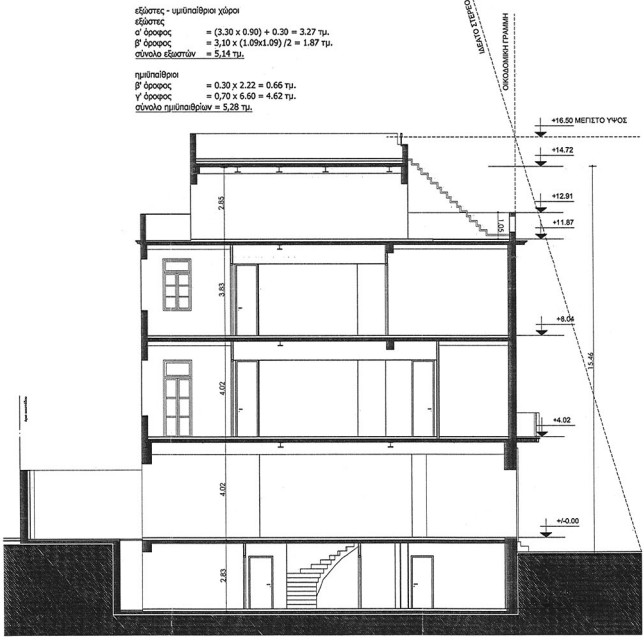 εξώστες - υμιϋπαίθριοι χώροι
εξώστες
α' όροφος = (3.30 x 0.90) + 0.30 = 3.27 τμ.
β' όροφος = 3,10 x (1.09x1.09) /2 = 1.87 τμ.
σύνολο εξωστών = 5,14 τμ.
ημιϋπαίθριοι
β' όροφος = 0.30 x 2.22 = 0.66 τμ.
γ' όροφος = 0,70 x 6.60 = 4.62 τμ.
σύνολο ημιϋπαιθρίων = 5,28 τμ.
ΙΔΕΑΤΟ ΣΤΕΡΕΟ
ΟΙΚΟΔΟΜΙΚΗ ΓΡΑΜΜΗ
+16.50 ΜΕΓΙΣΤΟ ΥΨΟΣ
+14.72
+12.91
+11.87
2.85
1.05
3.83
+8.04
15.46
4.02
+4.02
4.02
+/-0.00
2.83